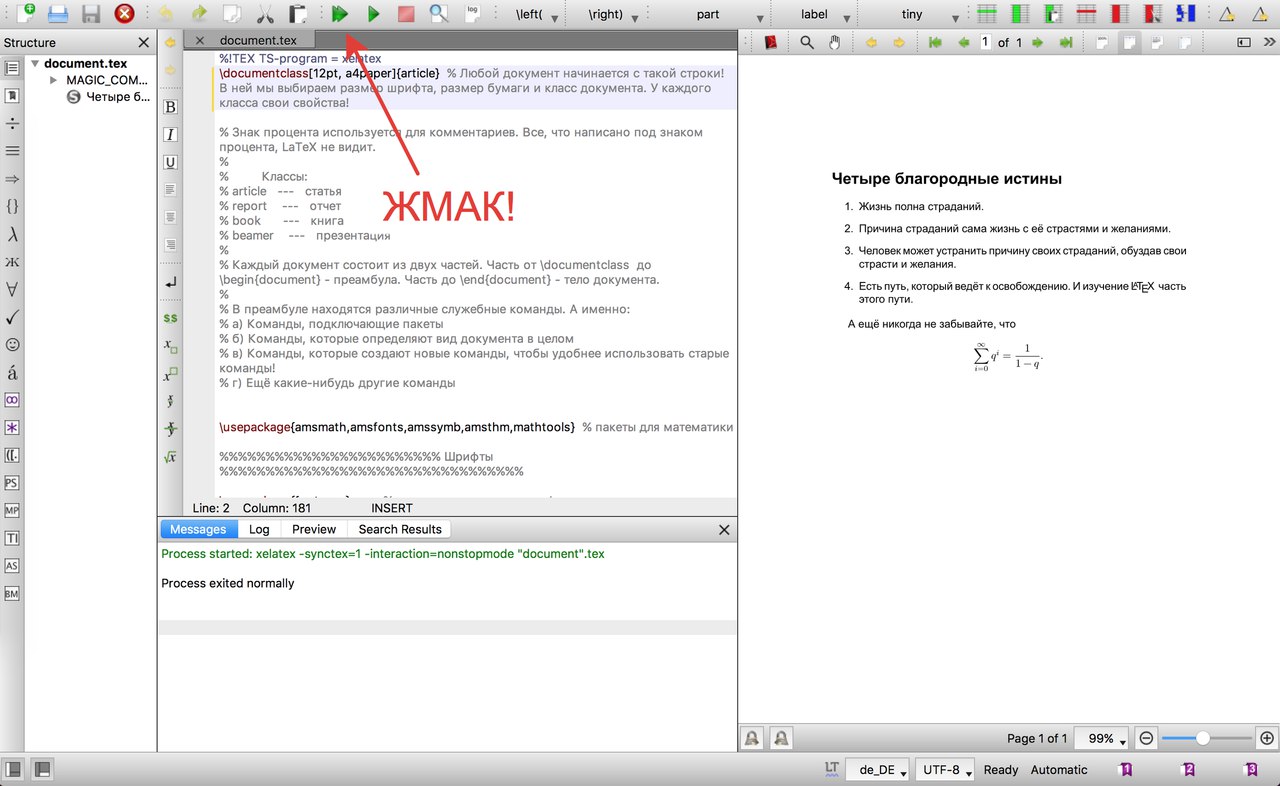 log
\left(
\right)
part
label
tiny
Structure
document.tex
1 of 1
document.tex
MAGIC_COM...
Четыре б...
%!TEX TS-program = xelatex
\documentclass[12pt, a4paper]{article} % Любой документ начинается с такой строки!
В ней мы выбираем размер шрифта, размер бумаги и класс документа. У каждого
класса свои свойства!
% Знак процента используется для комментариев. Все, что написано под знаком
процента, LaTeX не видит.
%
% Классы:
% article --- статья
% report --- отчет
% book --- книга
% beamer --- презентация
%
% Каждый документ состоит из двух частей. Часть от \documentclass до
\begin{document} - преамбула. Часть до \end{document} - тело документа.
%
% В преамбуле находятся различные служебные команды. А именно:
% а) Команды, подключающие пакеты
% б) Команды, которые определяют вид документа в целом
% в) Команды, которые создают новые команды, чтобы удобнее использовать старые
команды!
% г) Ещё какие-нибудь другие команды
\usepackage{amsmath,amsfonts,amssymb,amsthm,mathtools} % пакеты для математики
%%%%%%%%%%%%%%%%%%%%%%%% Шрифты
%%%%%%%%%%%%%%%%%%%%%%%%%%%%%%%%%
ЖМАК!
Line: 2 Column: 181 INSERT
Messages Log Preview Search Results
Process started: xelatex -synctex=1 -interaction=nonstopmode "document".tex
Process exited normally
Четыре благородные истины
1. Жизнь полна страданий.
2. Причина страданий сама жизнь с её страстями и желаниями.
3. Человек может устранить причину своих страданий, обуздав свои
страсти и желания.
4. Есть путь, который ведёт к освобождению. И изучение LATEX часть
этого пути.
А ещё никогда не забывайте, что
∑_{i=0}^{∞} q^i = 1/(1 − q).
B
I
U
$$
PS
MP
TI
AS
BM
Page 1 of 1 99%
LT de_DE UTF-8 Ready Automatic 1 2 3